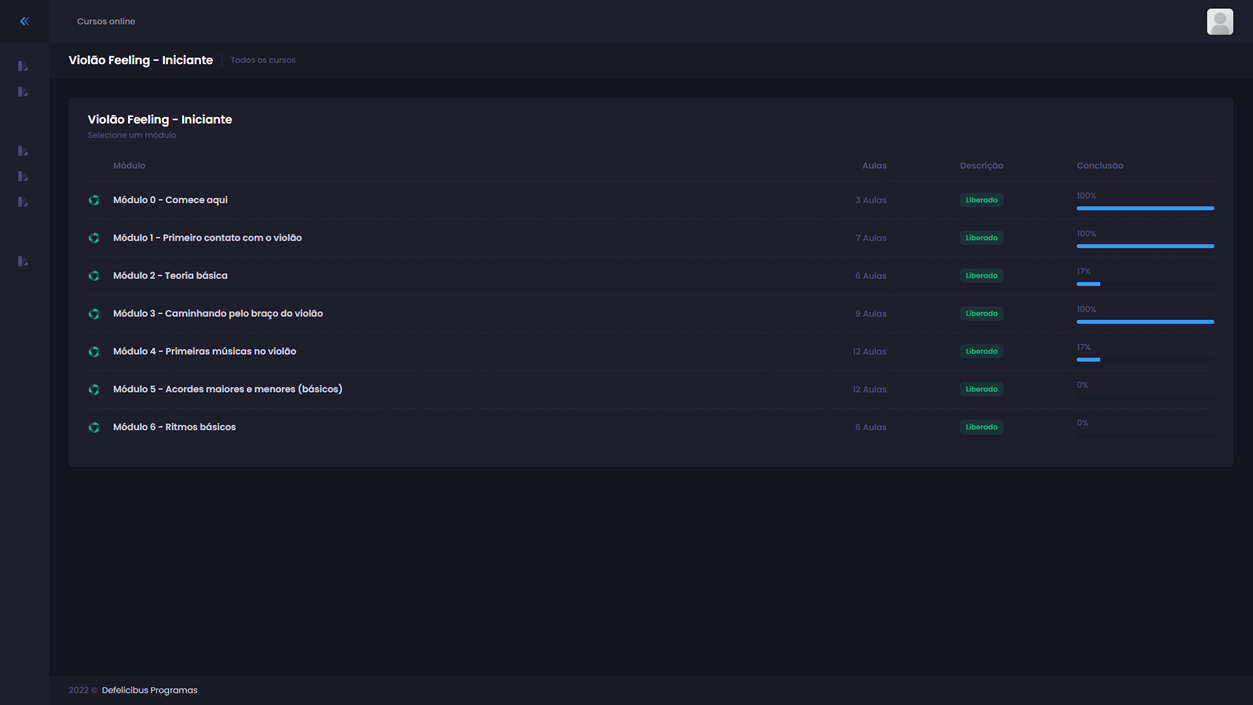 Cursos online
Violão Feeling - Iniciante Todos os cursos
Violão Feeling - Iniciante
Selecione um módulo
Módulo Aulas Descrição Conclusão
Módulo 0 - Comece aqui 3 Aulas Liberado 100%
Módulo 1 - Primeiro contato com o violão 7 Aulas Liberado 100%
Módulo 2 - Teoria básica 6 Aulas Liberado 17%
Módulo 3 - Caminhando pelo braço do violão 9 Aulas Liberado 100%
Módulo 4 - Primeiras músicas no violão 12 Aulas Liberado 17%
Módulo 5 - Acordes maiores e menores (básicos) 12 Aulas Liberado 0%
Módulo 6 - Ritmos básicos 6 Aulas Liberado 0%
2022 © Defelicibus Programas